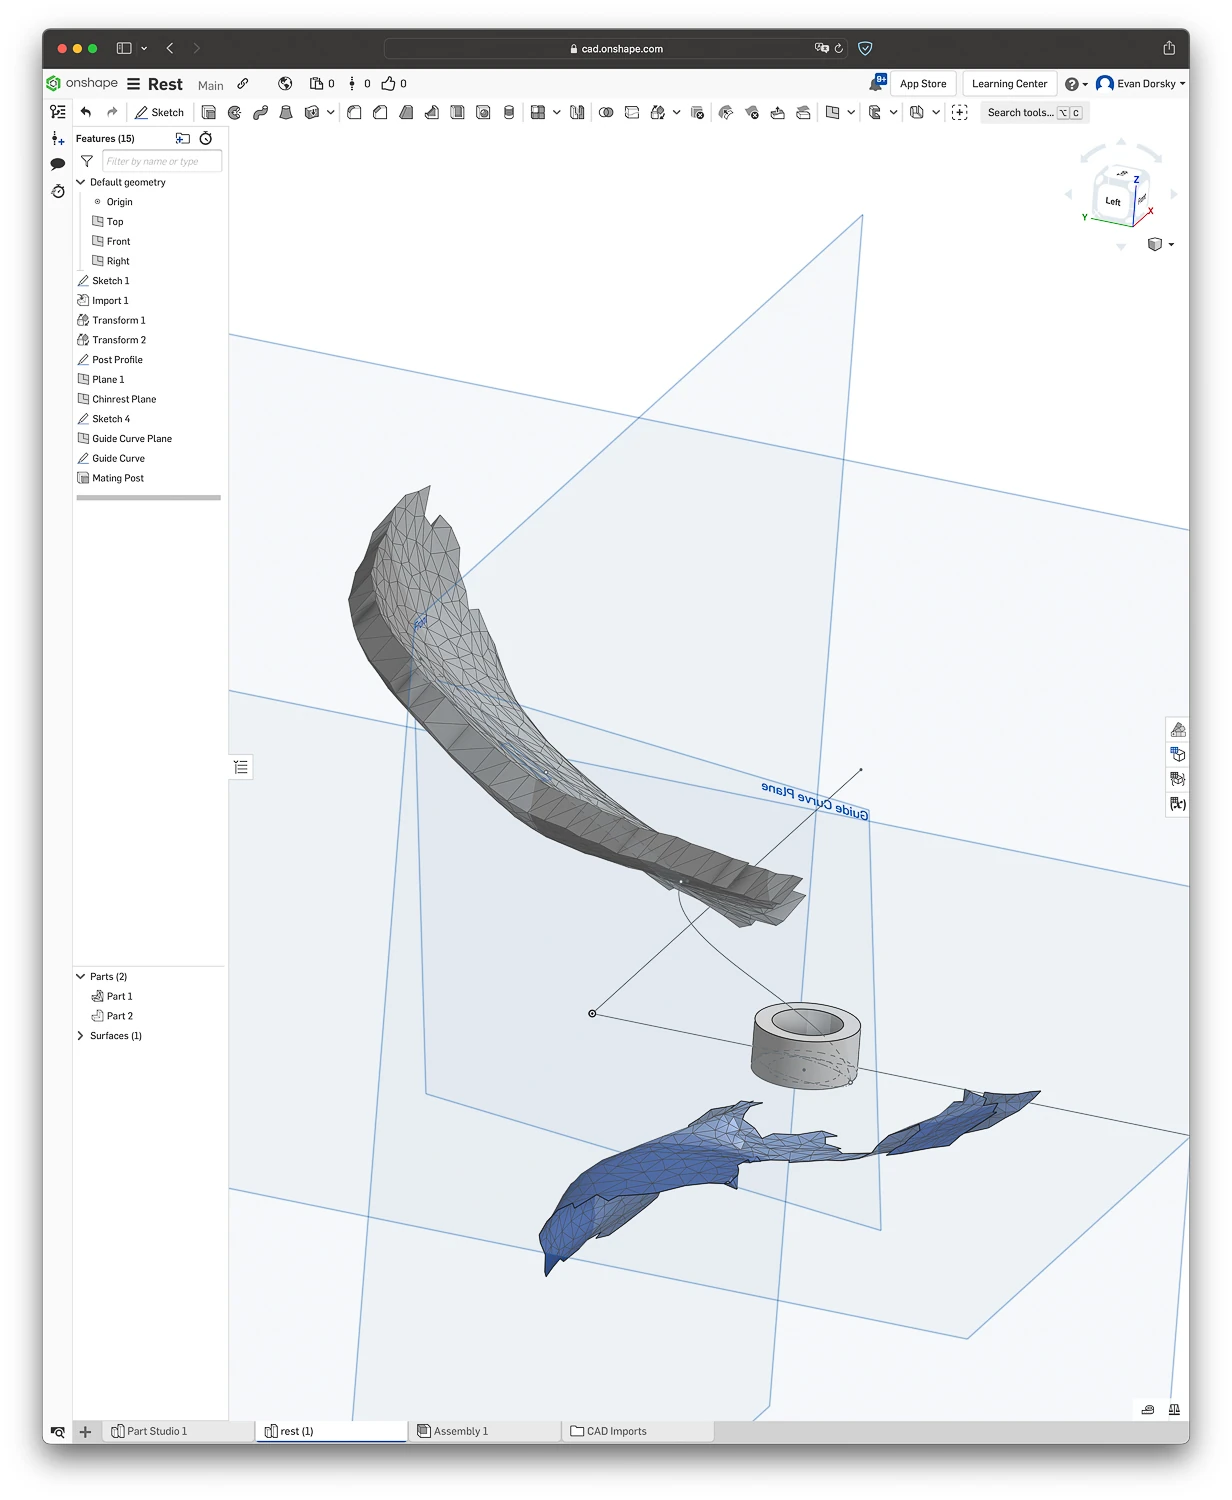 cad.onshape.com
onshape Rest Main 0 0 0 9+ App Store Learning Center Evan Dorsky
Sketch Search tools... ⌥ C
Features (15)
Filter by name or type
Default geometry
Origin
Top
Front
Right
Sketch 1
Import 1
Transform 1
Transform 2
Post Profile
Plane 1
Chinrest Plane
Sketch 4
Guide Curve Plane
Guide Curve
Mating Post
Z
Left
X
Y
Guide Curve Plane
Parts (2)
Part 1
Part 2
Surfaces (1)
Part Studio 1
rest (1)
Assembly 1
CAD Imports